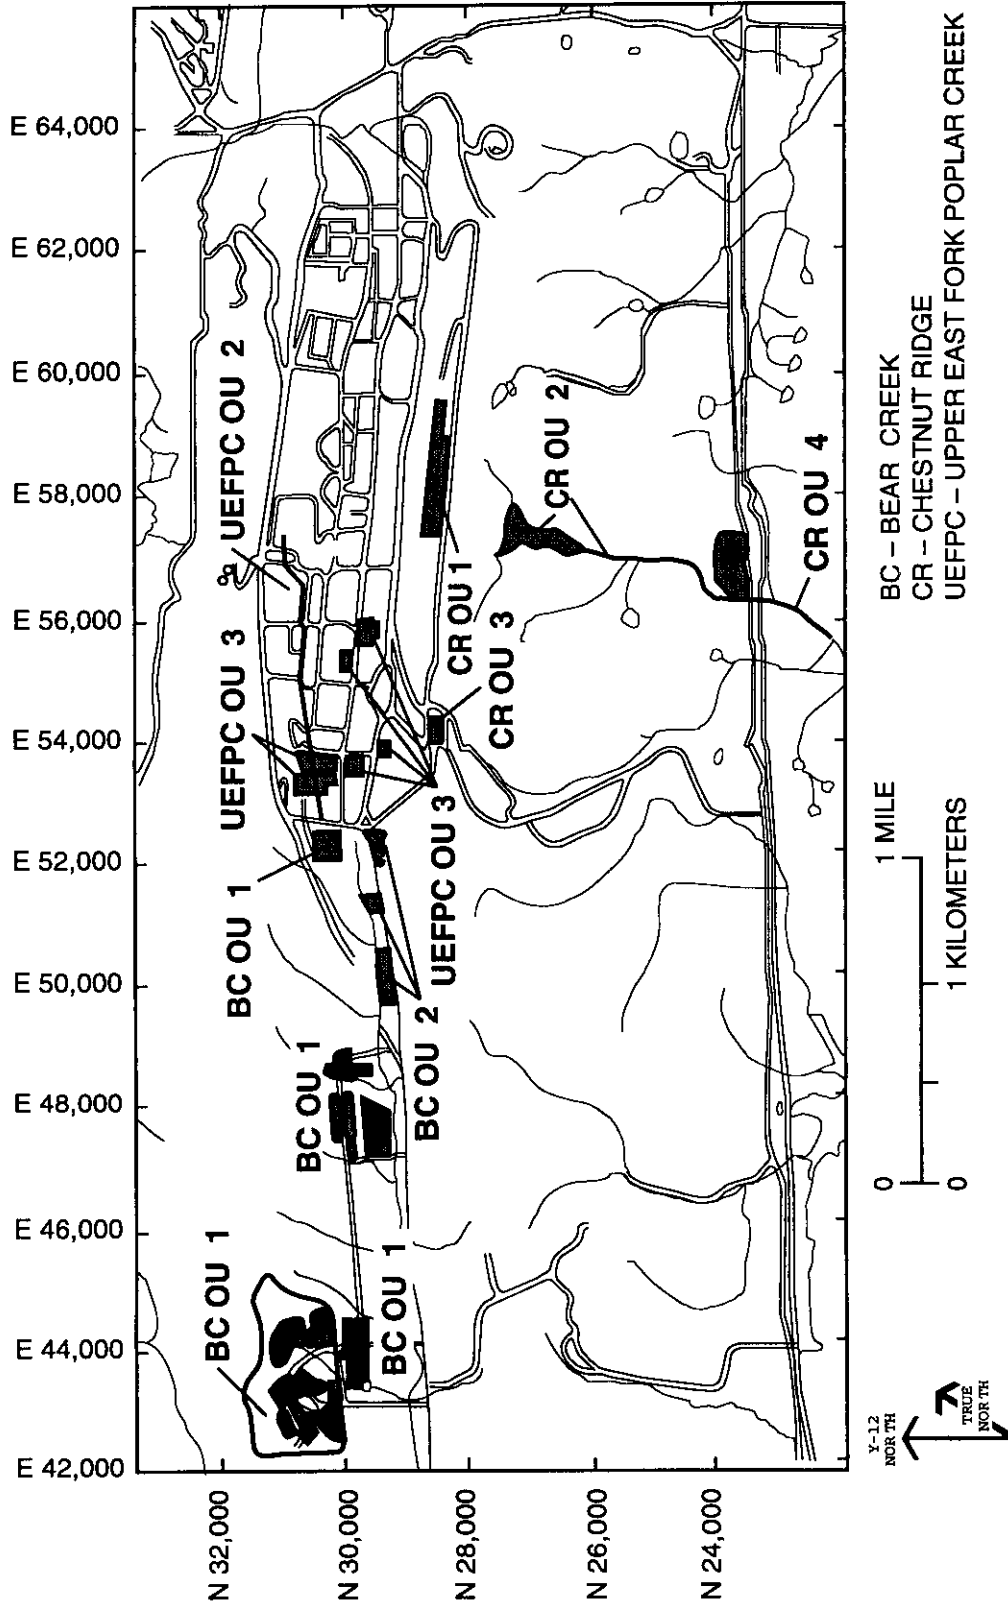 E 42,000
E 44,000
E 46,000
E 48,000
E 50,000
E 52,000
E 54,000
E 56,000
E 58,000
E 60,000
E 62,000
E 64,000
N 32,000
N 30,000
N 28,000
N 26,000
N 24,000
BC OU 1
BC OU 1
BC OU 1
BC OU 1
BC OU 2
UEFPC OU 3
UEFPC OU 3
UEFPC OU 2
CR OU 1
CR OU 3
CR OU 2
CR OU 4
0
1 MILE
0
1 KILOMETERS
Y-12
NORTH
TRUE
NORTH
BC – BEAR CREEK
CR – CHESTNUT RIDGE
UEFPC – UPPER EAST FORK POPLAR CREEK